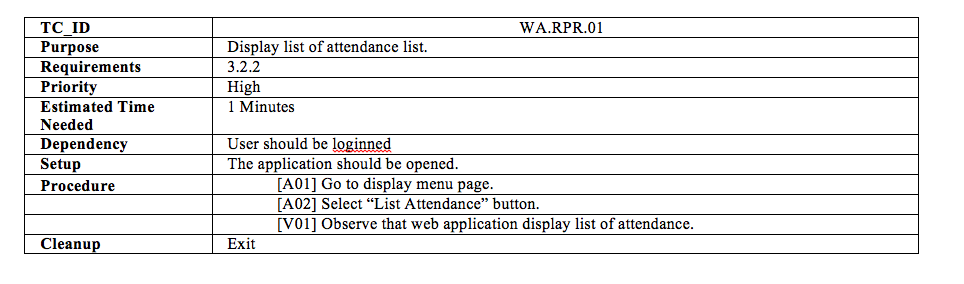 TC_ID WA.RPR.01
Purpose Display list of attendance list.
Requirements 3.2.2
Priority High
Estimated Time 1 Minutes
Needed
Dependency User should be loginned
Setup The application should be opened.
Procedure [A01] Go to display menu page.
[A02] Select “List Attendance” button.
[V01] Observe that web application display list of attendance.
Cleanup Exit